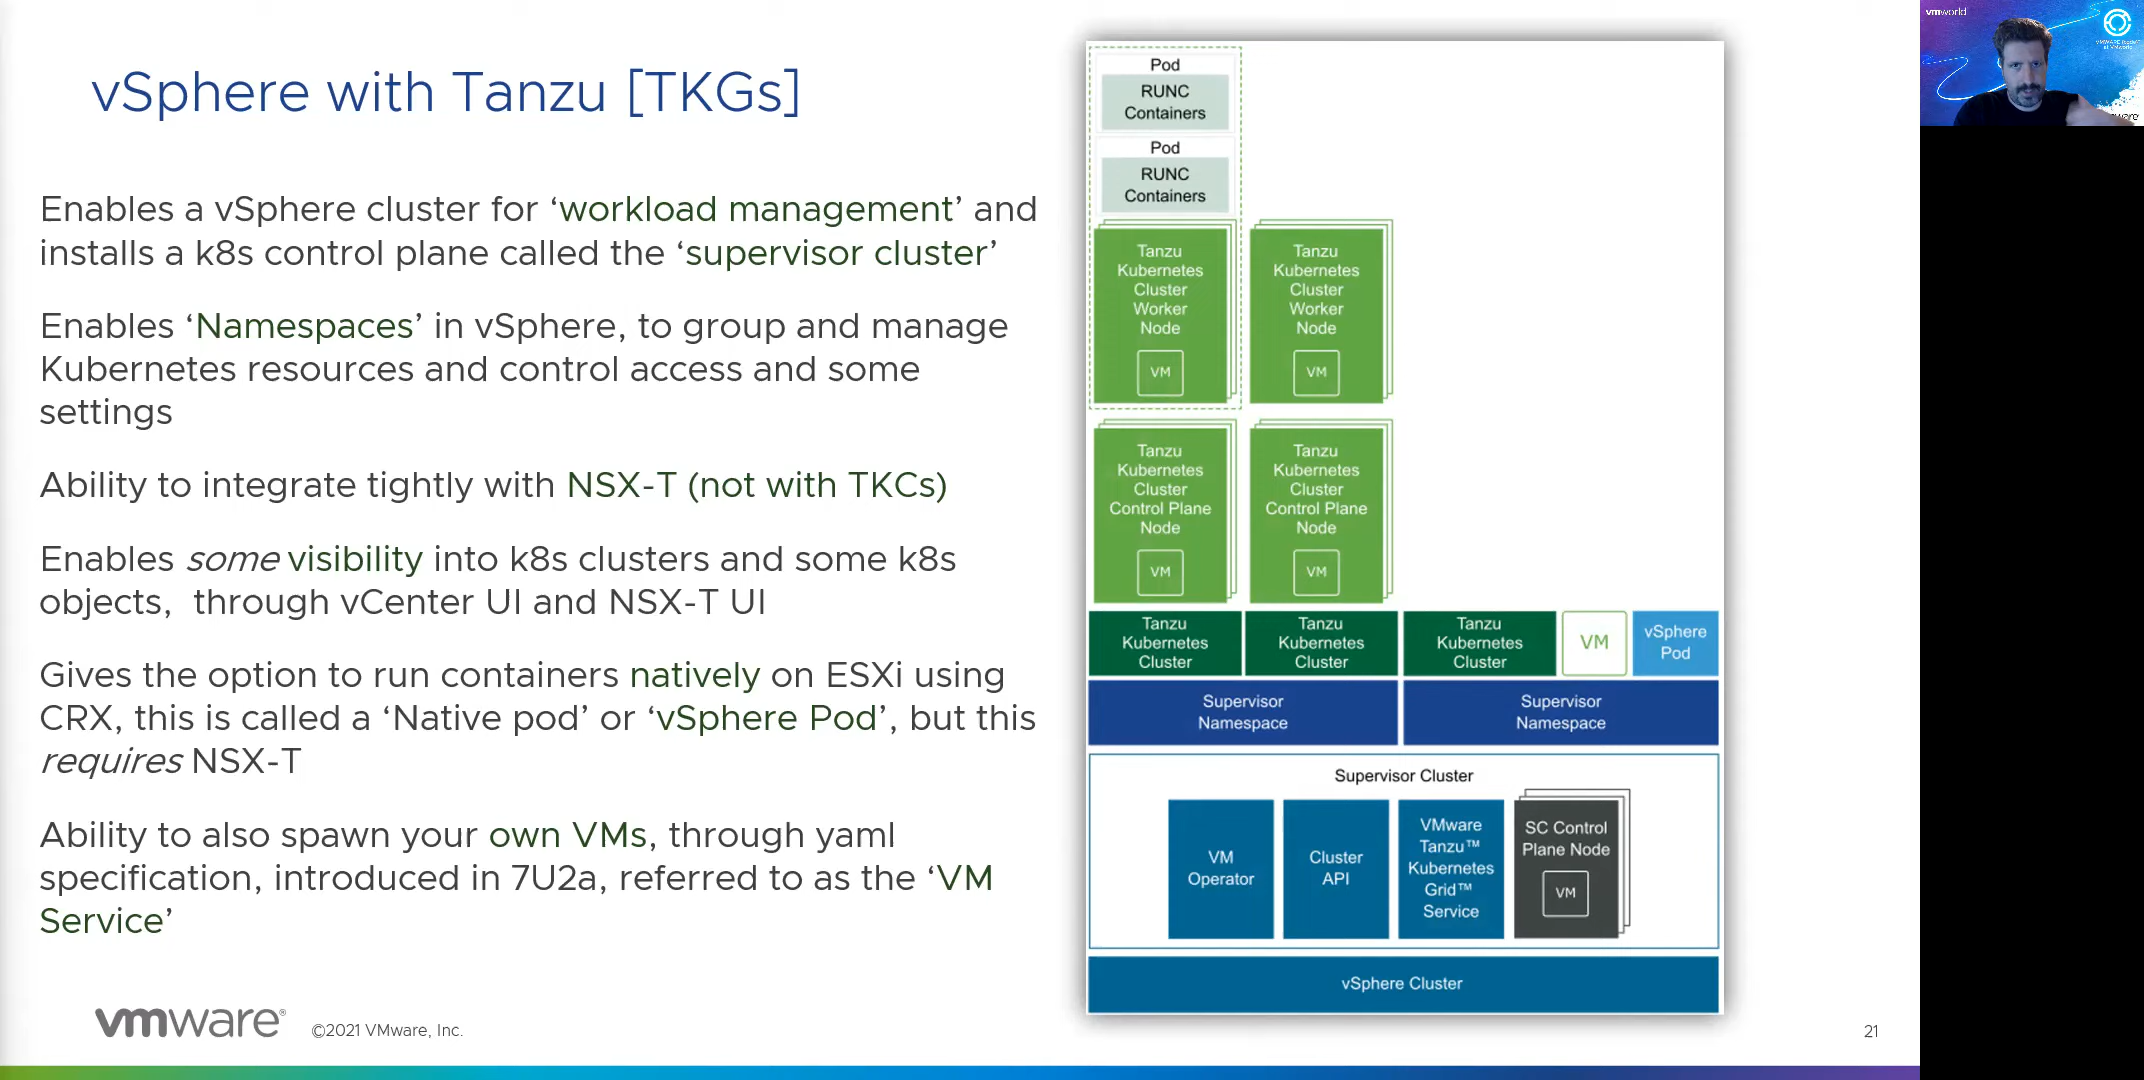 vSphere with Tanzu [TKGs]
Enables a vSphere cluster for ‘workload management’ and
installs a k8s control plane called the ‘supervisor cluster’
Enables ‘Namespaces’ in vSphere, to group and manage
Kubernetes resources and control access and some
settings
Ability to integrate tightly with NSX-T (not with TKCs)
Enables some visibility into k8s clusters and some k8s
objects,  through vCenter UI and NSX-T UI
Gives the option to run containers natively on ESXi using
CRX, this is called a ‘Native pod’ or ‘vSphere Pod’, but this
requires NSX-T
Ability to also spawn your own VMs, through yaml
specification, introduced in 7U2a, referred to as the ‘VM
Service’
Pod
RUNC
Containers
Pod
RUNC
Containers
Tanzu
Kubernetes
Cluster
Worker
Node
VM
Tanzu
Kubernetes
Cluster
Worker
Node
VM
Tanzu
Kubernetes
Cluster
Control Plane
Node
VM
Tanzu
Kubernetes
Cluster
Control Plane
Node
VM
Tanzu
Kubernetes
Cluster
Tanzu
Kubernetes
Cluster
Tanzu
Kubernetes
Cluster
VM
vSphere
Pod
Supervisor
Namespace
Supervisor
Namespace
Supervisor Cluster
VM
Operator
Cluster
API
VMware
Tanzu™
Kubernetes
Grid™
Service
SC Control
Plane Node
VM
vSphere Cluster
vmware®
©2021 VMware, Inc.
21
vmworld